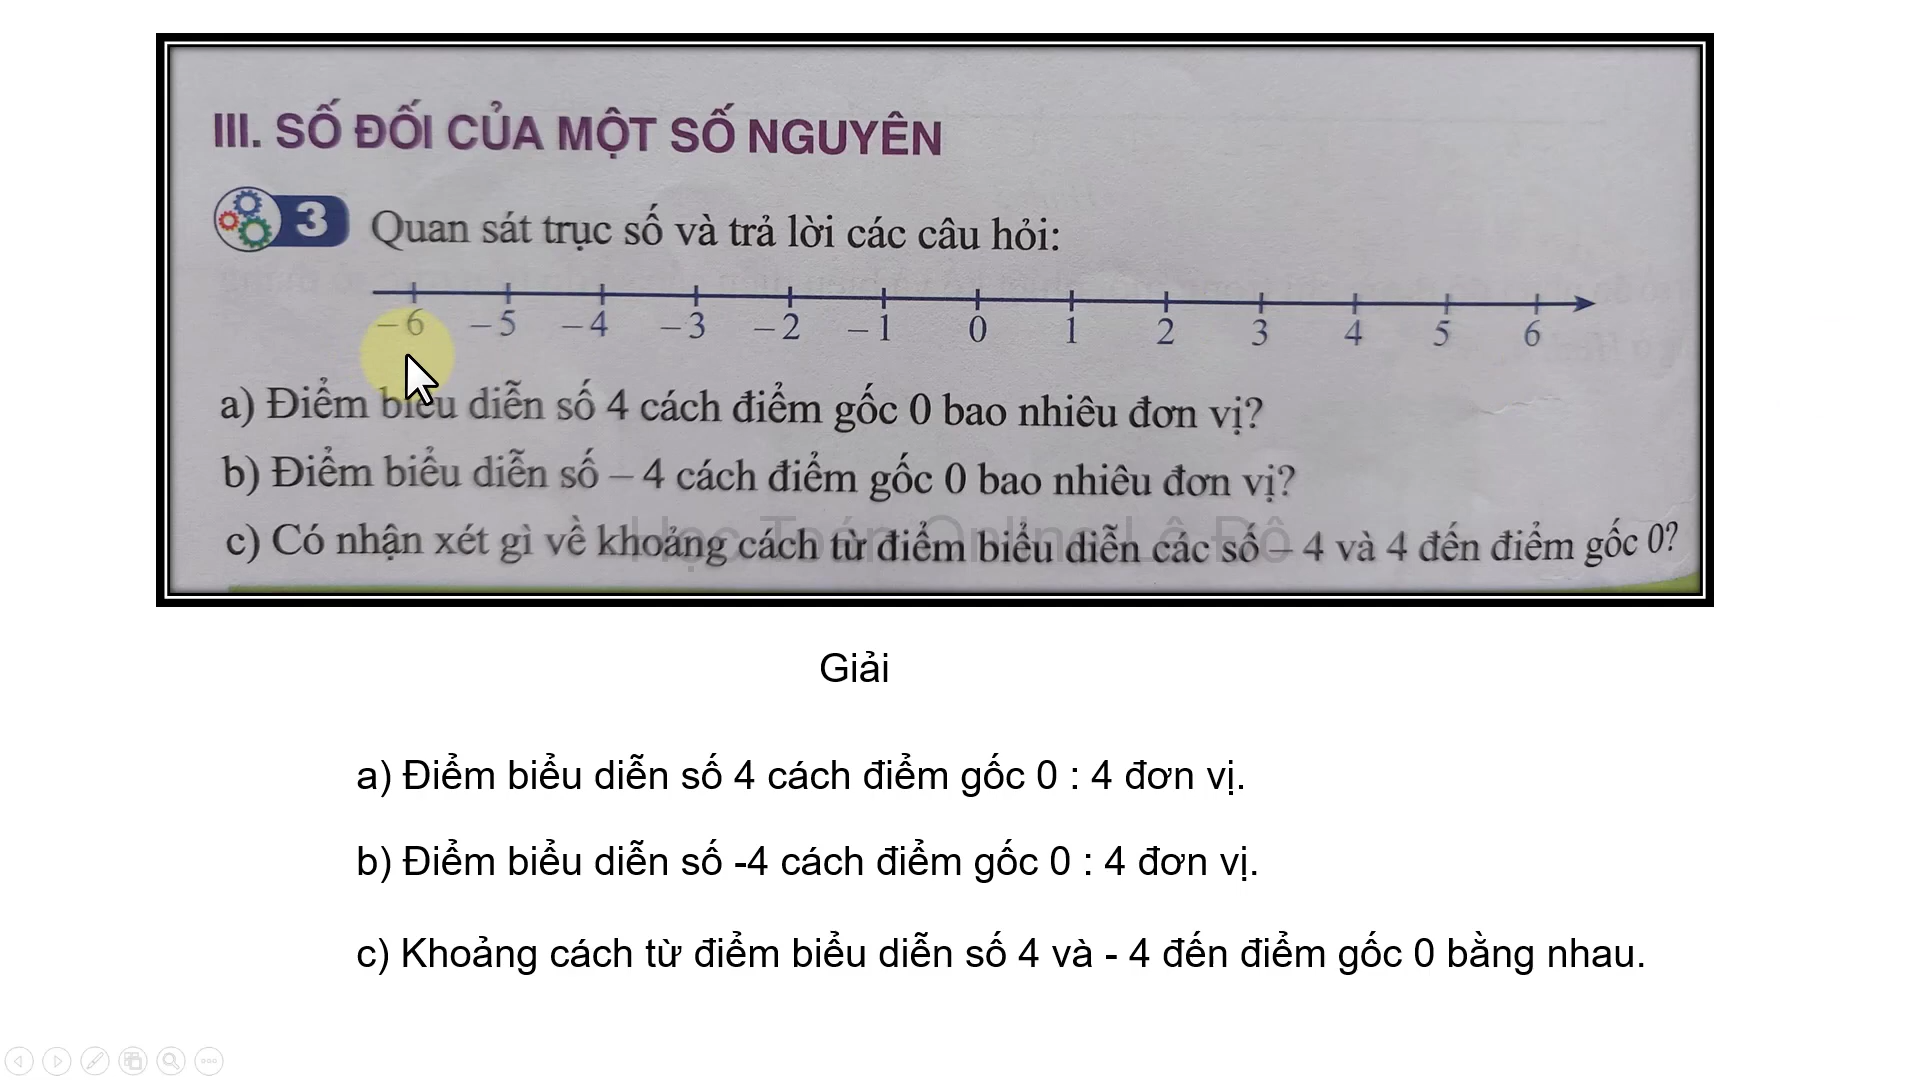 III. SỐ ĐỐI CỦA MỘT SỐ NGUYÊN
3 Quan sát trục số và trả lời các câu hỏi:
– 6 – 5 – 4 – 3 – 2 – 1 0 1 2 3 4 5 6
a) Điểm biểu diễn số 4 cách điểm gốc 0 bao nhiêu đơn vị?
b) Điểm biểu diễn số – 4 cách điểm gốc 0 bao nhiêu đơn vị?
Học Toán Online Lê Đô
c) Có nhận xét gì về khoảng cách từ điểm biểu diễn các số – 4 và 4 đến điểm gốc 0?
Giải
a) Điểm biểu diễn số 4 cách điểm gốc 0 : 4 đơn vị.
b) Điểm biểu diễn số -4 cách điểm gốc 0 : 4 đơn vị.
c) Khoảng cách từ điểm biểu diễn số 4 và - 4 đến điểm gốc 0 bằng nhau.